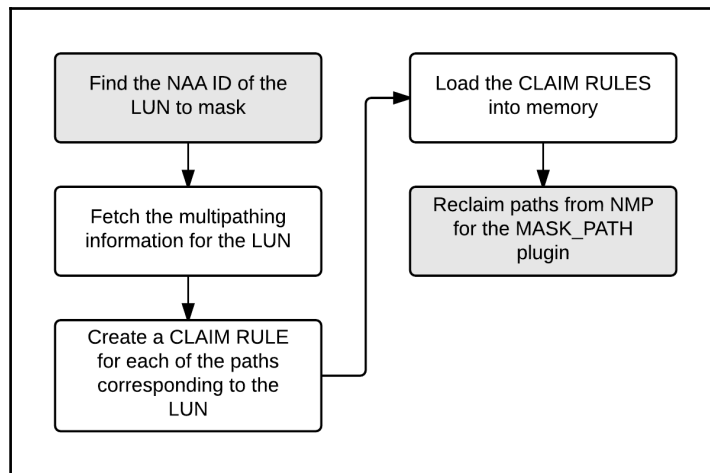 Find the NAA ID of the
LUN to mask
Fetch the multipathing
information for the LUN
Create a CLAIM RULE
for each of the paths
corresponding to the
LUN
Load the CLAIM RULES
into memory
Reclaim paths from NMP
for the MASK_PATH
plugin